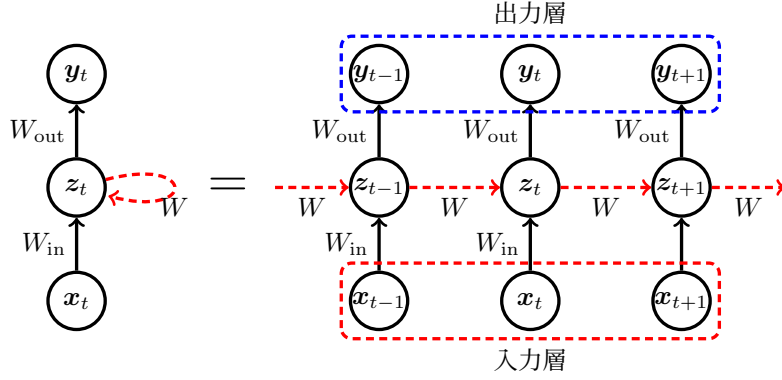 出力層
y_t y_{t−1} y_t y_{t+1}
W_out W_out W_out W_out
z_t W = W z_{t−1} W z_t W z_{t+1} W
W_in W_in W_in
x_t x_{t−1} x_t x_{t+1}
入力層